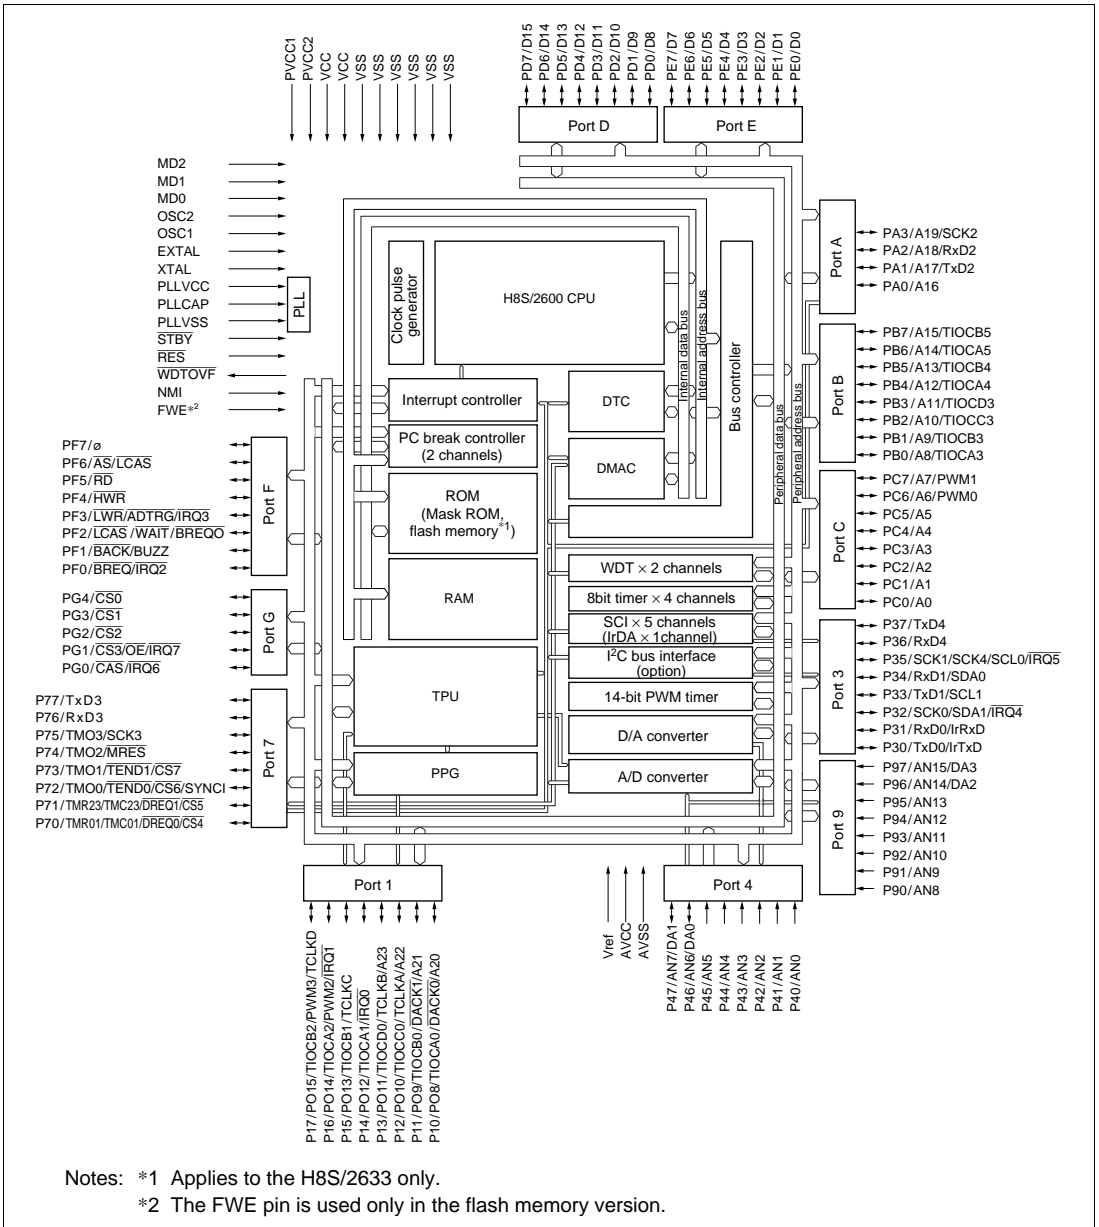 PVCC1
PVCC2
VCC
VCC
VSS
VSS
VSS
VSS
VSS
VSS
PD7/D15
PD6/D14
PD5/D13
PD4/D12
PD3/D11
PD2/D10
PD1/D9
PD0/D8
PE7/D7
PE6/D6
PE5/D5
PE4/D4
PE3/D3
PE2/D2
PE1/D1
PE0/D0
Port D
Port E
MD2
MD1
MD0
OSC2
OSC1
EXTAL
XTAL
PLLVCC
PLLCAP
PLLVSS
STBY
RES
WDTOVF
NMI
FWE*2
PLL
Clock pulse
generator
H8S/2600 CPU
Internal data bus
Internal address bus
Bus controller
Peripheral data bus
Peripheral address bus
Interrupt controller
PC break controller
(2 channels)
ROM
(Mask ROM,
flash memory*1)
RAM
TPU
PPG
DTC
DMAC
WDT × 2 channels
8bit timer × 4 channels
SCI × 5 channels
(IrDA × 1channel)
I2C bus interface
(option)
14-bit PWM timer
D/A converter
A/D converter
Port A
PA3/A19/SCK2
PA2/A18/RxD2
PA1/A17/TxD2
PA0/A16
Port B
PB7/A15/TIOCB5
PB6/A14/TIOCA5
PB5/A13/TIOCB4
PB4/A12/TIOCA4
PB3/A11/TIOCD3
PB2/A10/TIOCC3
PB1/A9/TIOCB3
PB0/A8/TIOCA3
Port C
PC7/A7/PWM1
PC6/A6/PWM0
PC5/A5
PC4/A4
PC3/A3
PC2/A2
PC1/A1
PC0/A0
Port 3
P37/TxD4
P36/RxD4
P35/SCK1/SCK4/SCL0/IRQ5
P34/RxD1/SDA0
P33/TxD1/SCL1
P32/SCK0/SDA1/IRQ4
P31/RxD0/IrRxD
P30/TxD0/IrTxD
Port 9
P97/AN15/DA3
P96/AN14/DA2
P95/AN13
P94/AN12
P93/AN11
P92/AN10
P91/AN9
P90/AN8
PF7/ø
PF6/AS/LCAS
PF5/RD
PF4/HWR
PF3/LWR/ADTRG/IRQ3
PF2/LCAS/WAIT/BREQO
PF1/BACK/BUZZ
PF0/BREQ/IRQ2
Port F
PG4/CS0
PG3/CS1
PG2/CS2
PG1/CS3/OE/IRQ7
PG0/CAS/IRQ6
Port G
P77/TxD3
P76/RxD3
P75/TMO3/SCK3
P74/TMO2/MRES
P73/TMO1/TEND1/CS7
P72/TMO0/TEND0/CS6/SYNCI
P71/TMR23/TMC23/DREQ1/CS5
P70/TMR01/TMC01/DREQ0/CS4
Port 7
Port 1
P17/PO15/TIOCB2/PWM3/TCLKD
P16/PO14/TIOCA2/PWM2/IRQ1
P15/PO13/TIOCB1/TCLKC
P14/PO12/TIOCA1/IRQ0
P13/PO11/TIOCD0/TCLKB/A23
P12/PO10/TIOCC0/TCLKA/A22
P11/PO9/TIOCB0/DACK1/A21
P10/PO8/TIOCA0/DACK0/A20
Vref
AVCC
AVSS
Port 4
P47/AN7/DA1
P46/AN6/DA0
P45/AN5
P44/AN4
P43/AN3
P42/AN2
P41/AN1
P40/AN0
Notes: *1 Applies to the H8S/2633 only.
*2 The FWE pin is used only in the flash memory version.